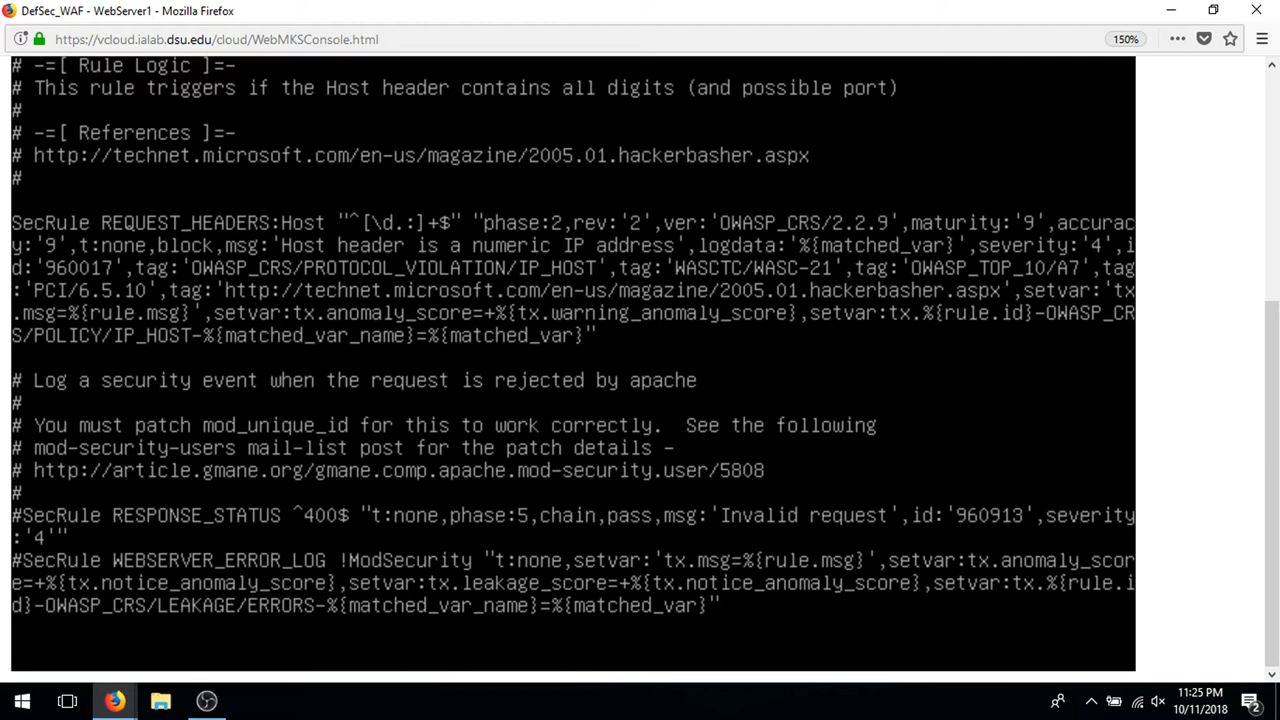 DefSec_WAF - WebServer1 - Mozilla Firefox
https://vcloud.ialab.dsu.edu/cloud/WebMKSConsole.html
150%
# -=[ Rule Logic ]=-
# This rule triggers if the Host header contains all digits (and possible port)
#
# -=[ References ]=-
# http://technet.microsoft.com/en-us/magazine/2005.01.hackerbasher.aspx
#
SecRule REQUEST_HEADERS:Host "^[\d.:]+$" "phase:2,rev:'2',ver:'OWASP_CRS/2.2.9',maturity:'9',accurac
y:'9',t:none,block,msg:'Host header is a numeric IP address',logdata:'%{matched_var}',severity:'4',i
d:'960017',tag:'OWASP_CRS/PROTOCOL_VIOLATION/IP_HOST',tag:'WASCTC/WASC-21',tag:'OWASP_TOP_10/A7',tag
:'PCI/6.5.10',tag:'http://technet.microsoft.com/en-us/magazine/2005.01.hackerbasher.aspx',setvar:'tx
.msg=%{rule.msg}',setvar:tx.anomaly_score=+%{tx.warning_anomaly_score},setvar:tx.%{rule.id}-OWASP_CR
S/POLICY/IP_HOST-%{matched_var_name}=%{matched_var}"
# Log a security event when the request is rejected by apache
#
# You must patch mod_unique_id for this to work correctly.  See the following
# mod-security-users mail-list post for the patch details -
# http://article.gmane.org/gmane.comp.apache.mod-security.user/5808
#
#SecRule RESPONSE_STATUS ^400$ "t:none,phase:5,chain,pass,msg:'Invalid request',id:'960913',severity
:'4'"
#SecRule WEBSERVER_ERROR_LOG !ModSecurity "t:none,setvar:'tx.msg=%{rule.msg}',setvar:tx.anomaly_scor
e=+%{tx.notice_anomaly_score},setvar:tx.leakage_score=+%{tx.notice_anomaly_score},setvar:tx.%{rule.i
d}-OWASP_CRS/LEAKAGE/ERRORS-%{matched_var_name}=%{matched_var}"
11:25 PM
10/11/2018
2